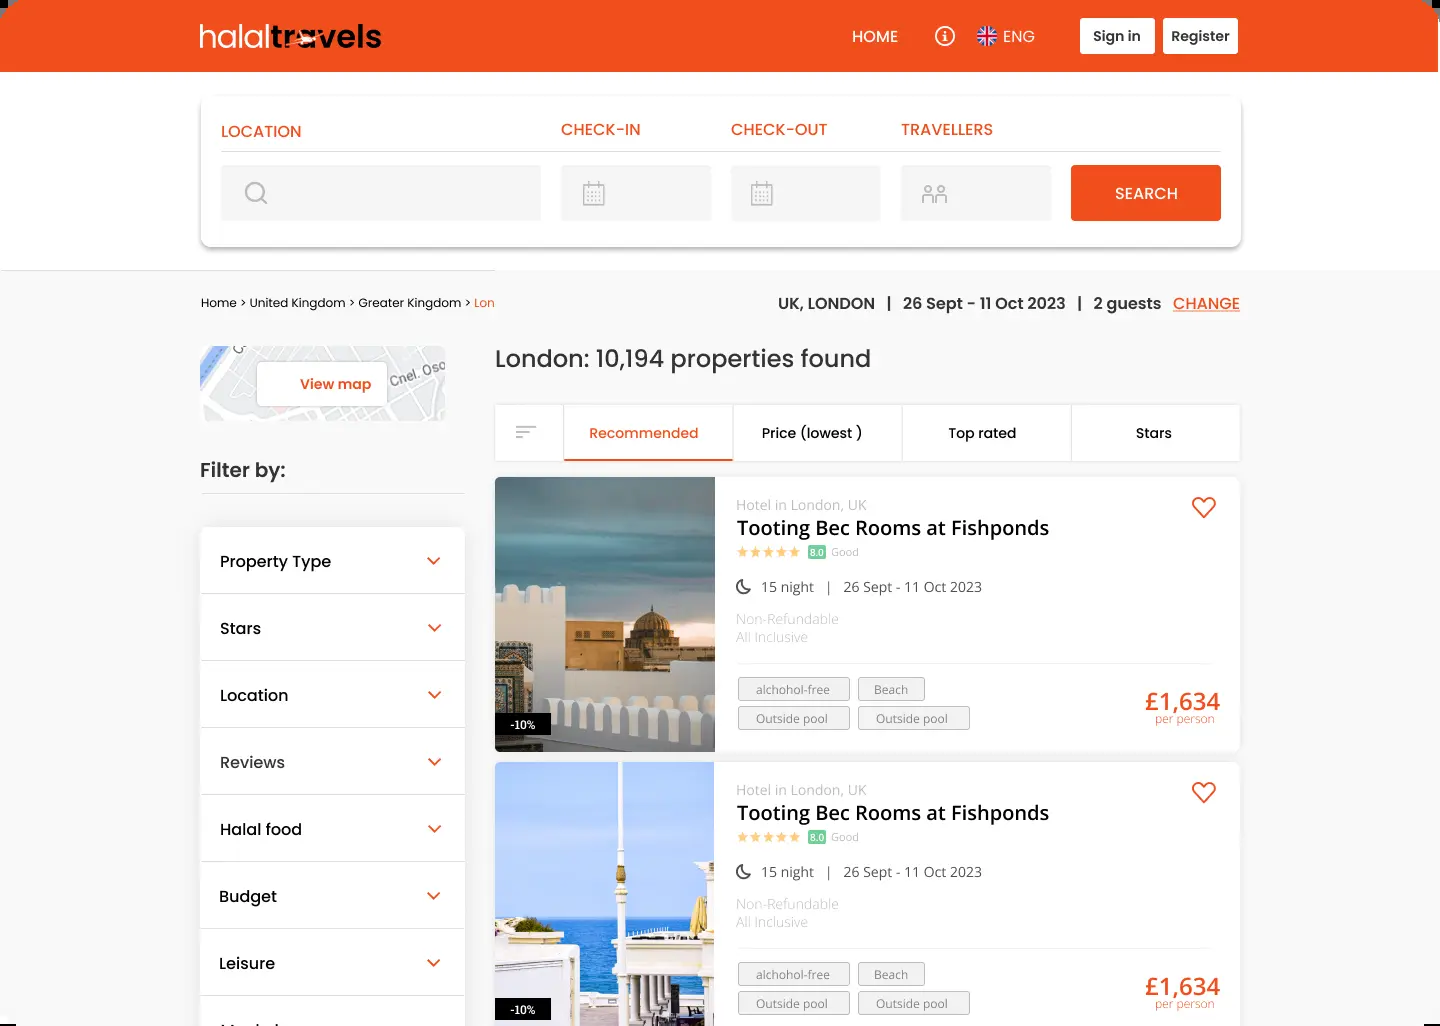 halaltravels
HOME
ENG
Sign in
Register
LOCATION
CHECK-IN
CHECK-OUT
TRAVELLERS
SEARCH
Home > United Kingdom > Greater Kingdom > Lon
UK, LONDON | 26 Sept - 11 Oct 2023 | 2 guests CHANGE
View map
Cnel. Oso
London: 10,194 properties found
Recommended
Price (lowest )
Top rated
Stars
Filter by:
Property Type
Stars
Location
Reviews
Halal food
Budget
Leisure
-10%
Hotel in London, UK
Tooting Bec Rooms at Fishponds
8.0 Good
15 night | 26 Sept - 11 Oct 2023
Non-Refundable
All Inclusive
alchohol-free
Beach
Outside pool
Outside pool
£1,634
per person
-10%
Hotel in London, UK
Tooting Bec Rooms at Fishponds
8.0 Good
15 night | 26 Sept - 11 Oct 2023
Non-Refundable
All Inclusive
alchohol-free
Beach
Outside pool
Outside pool
£1,634
per person